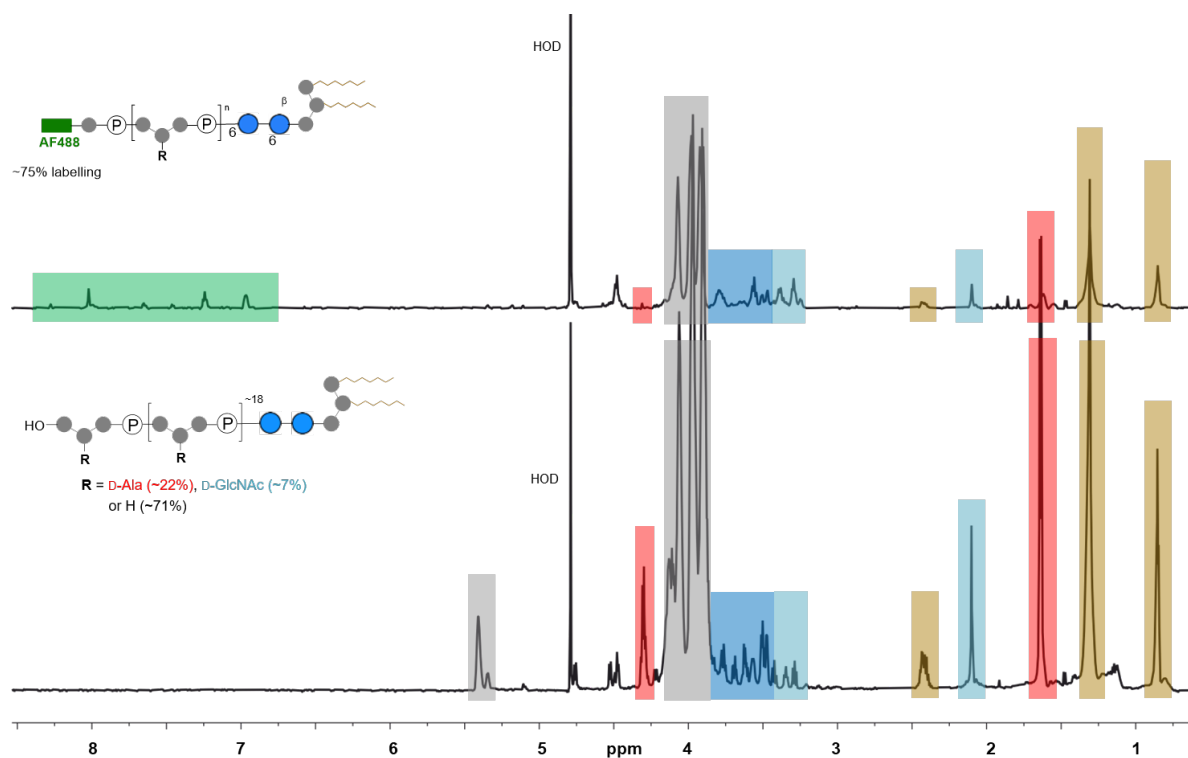 HOD
β
n
P
P
6
6
AF488
R
~75% labelling
~18
HO
P
P
R
R
R = D-Ala (~22%), D-GlcNAc (~7%)
or H (~71%)
HOD
8 7 6 5 ppm 4 3 2 1